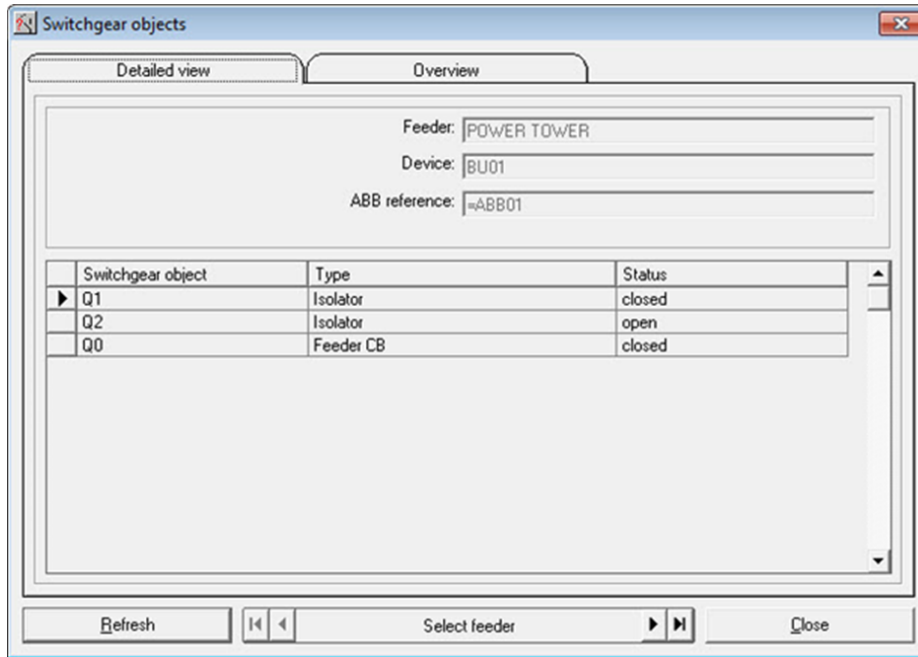 Switchgear objects
Detailed view Overview
Feeder: POWER TOWER
Device: BU01
ABB reference: =ABB01
Switchgear object Type Status
Q1 Isolator closed
Q2 Isolator open
Q0 Feeder CB closed
Refresh Select feeder Close